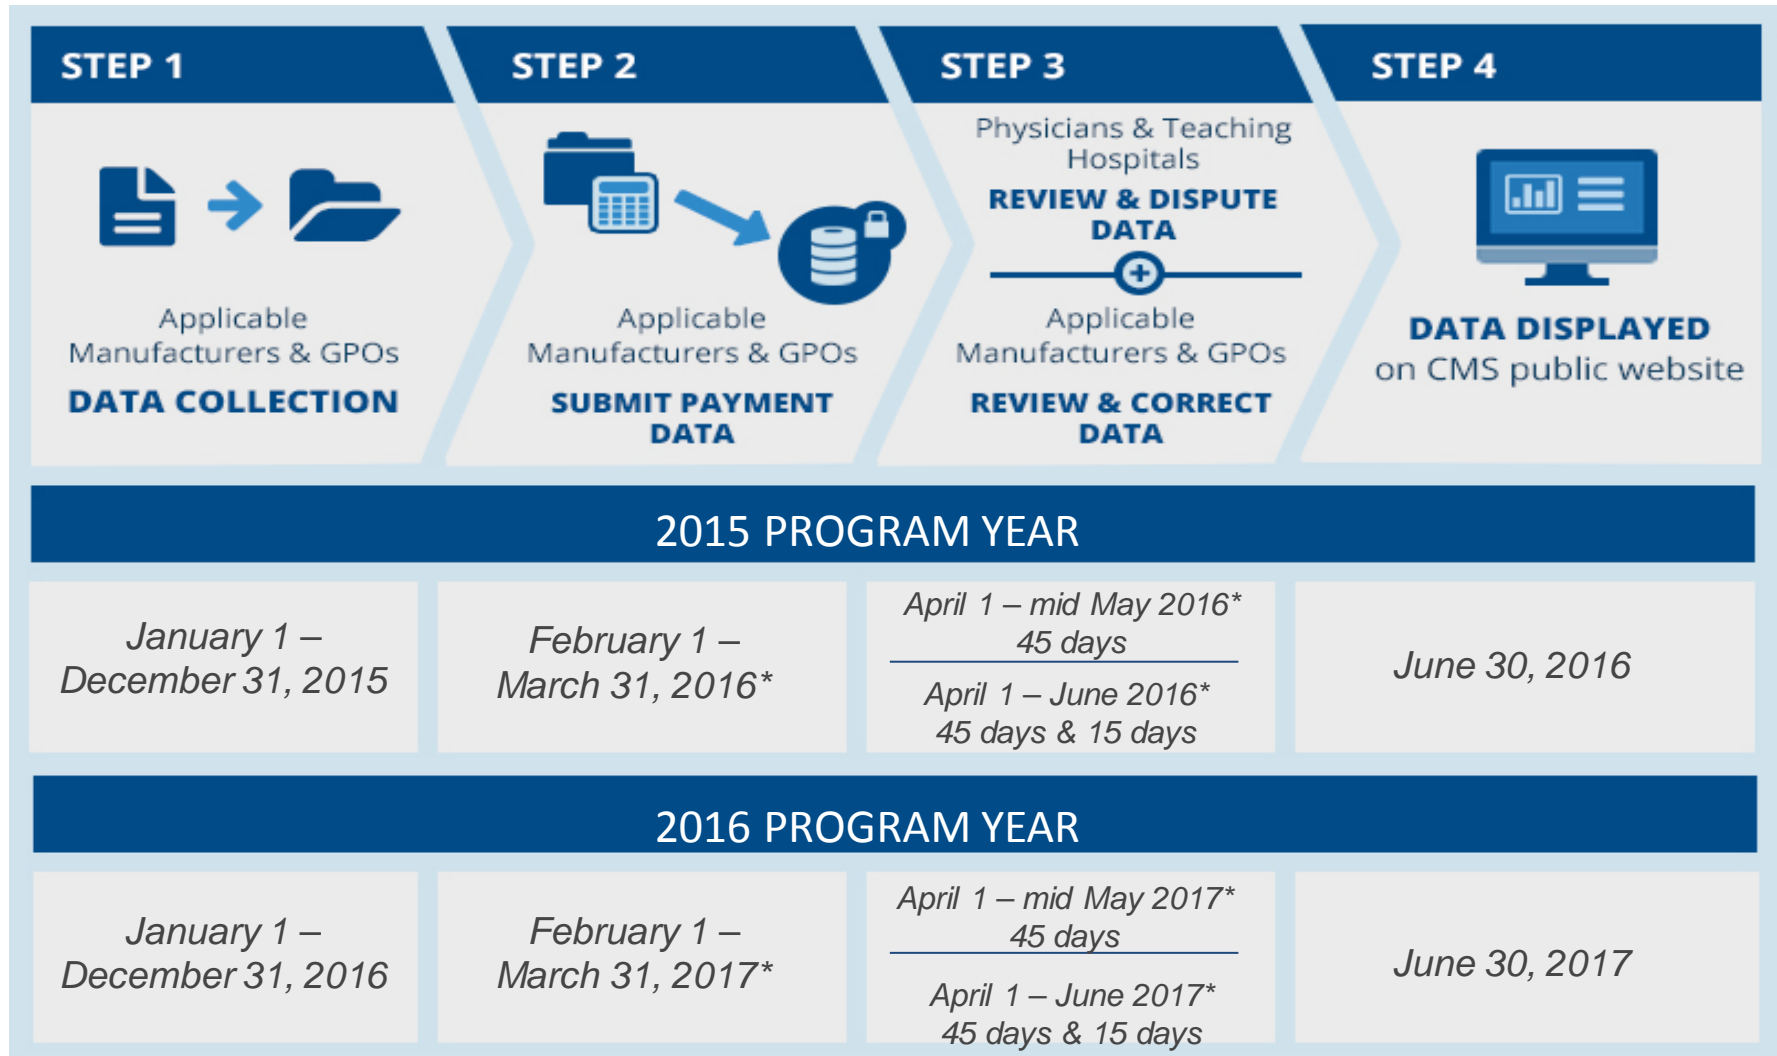 STEP 1
Applicable
Manufacturers & GPOs
DATA COLLECTION
STEP 2
Applicable
Manufacturers & GPOs
SUBMIT PAYMENT
DATA
STEP 3
Physicians & Teaching
Hospitals
REVIEW & DISPUTE
DATA
Applicable
Manufacturers & GPOs
REVIEW & CORRECT
DATA
STEP 4
DATA DISPLAYED
on CMS public website
2015 PROGRAM YEAR
January 1 –
December 31, 2015
February 1 –
March 31, 2016*
April 1 – mid May 2016*
45 days
April 1 – June 2016*
45 days & 15 days
June 30, 2016
2016 PROGRAM YEAR
January 1 –
December 31, 2016
February 1 –
March 31, 2017*
April 1 – mid May 2017*
45 days
April 1 – June 2017*
45 days & 15 days
June 30, 2017